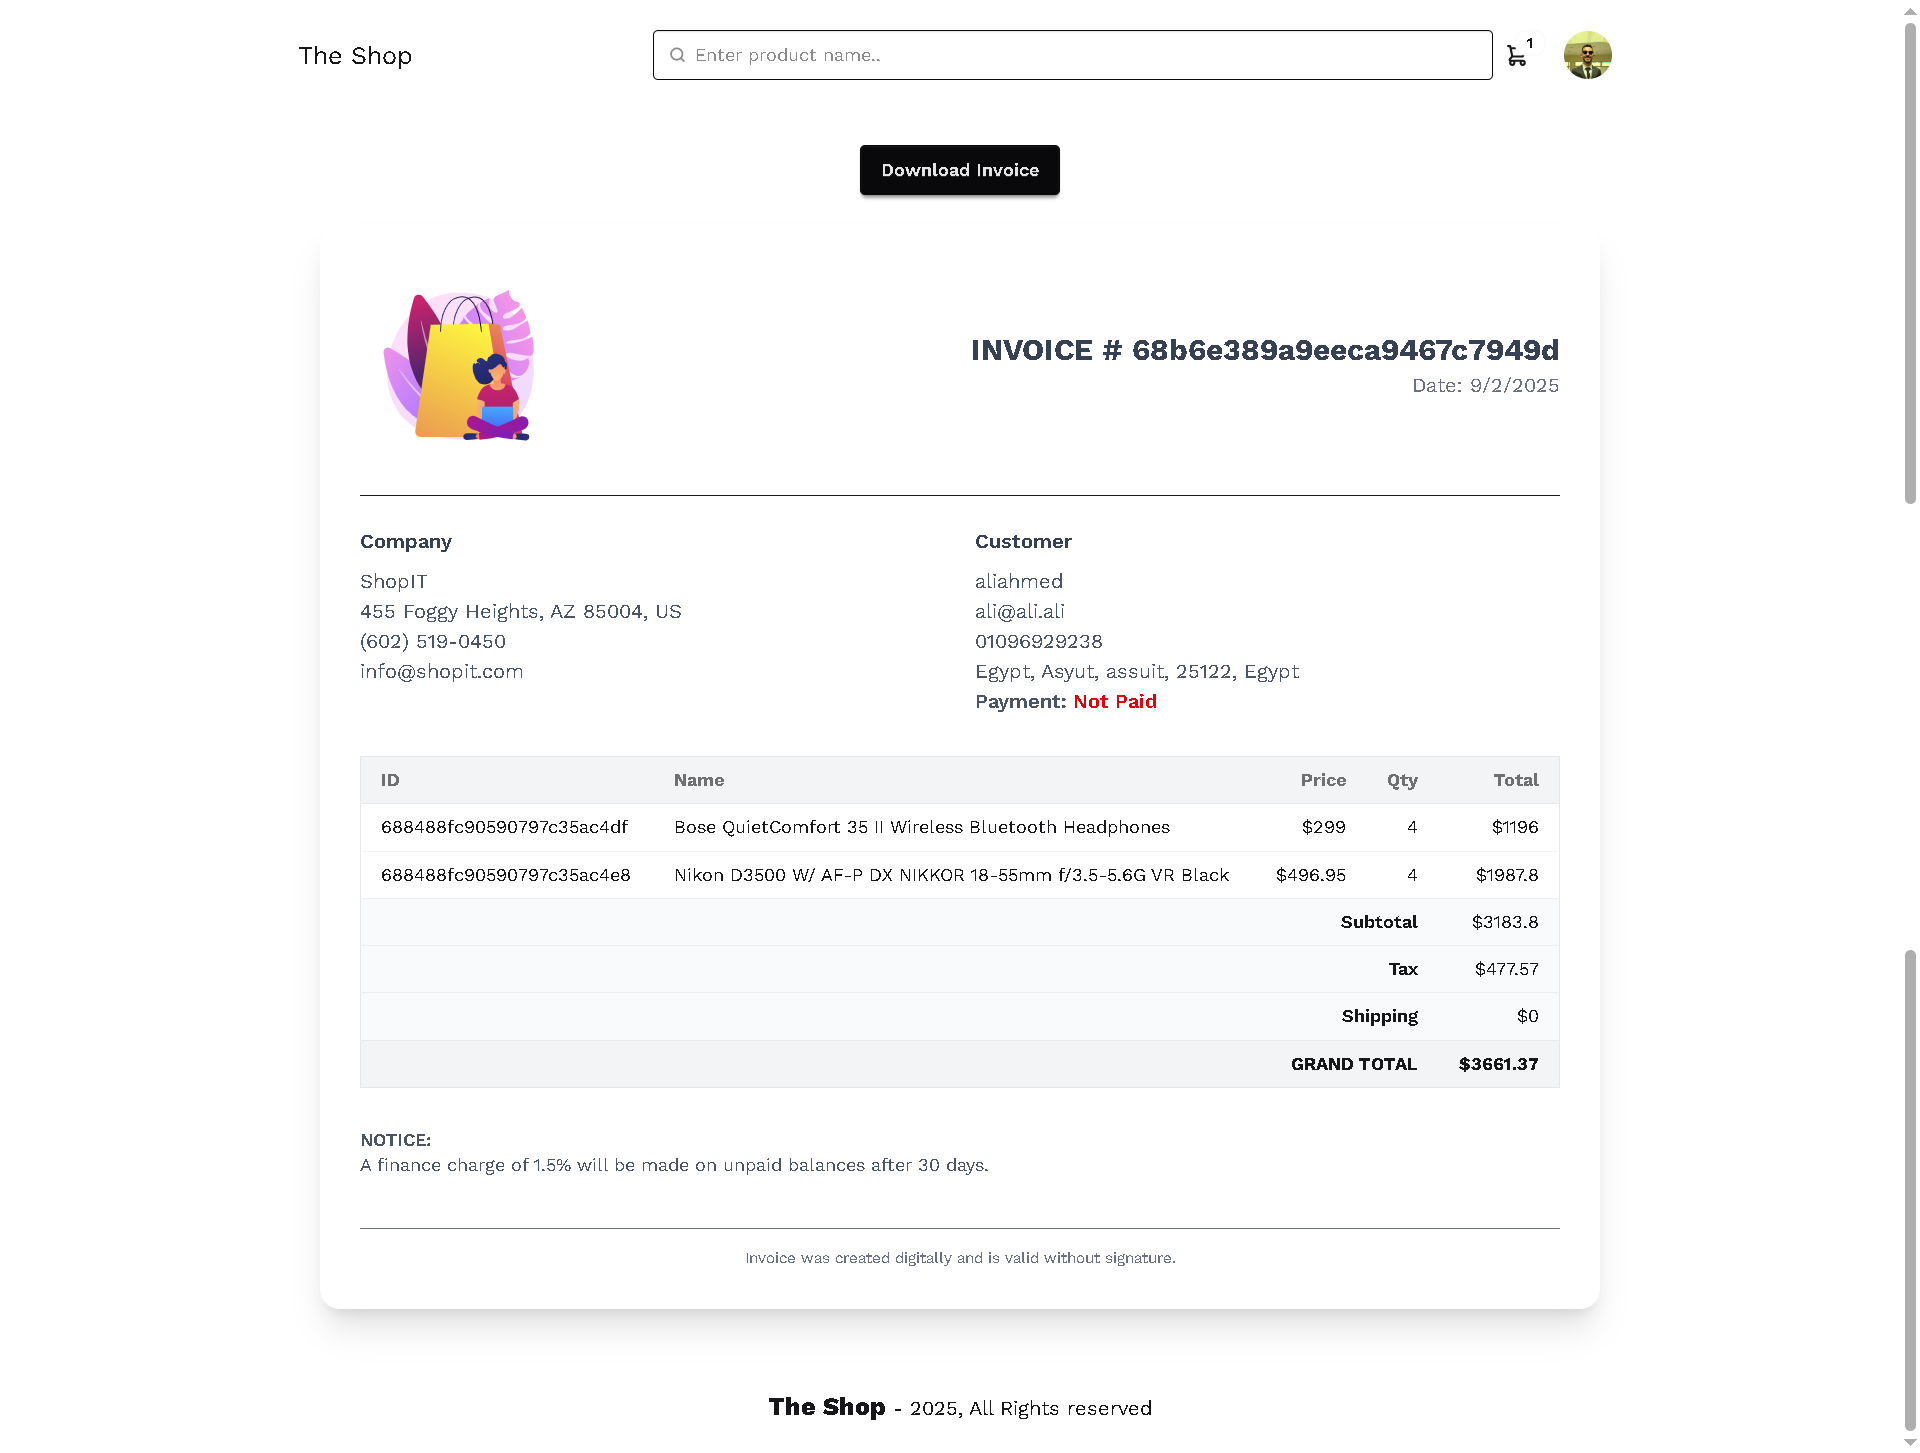 The Shop
Enter product name..
1
Download Invoice
INVOICE # 68b6e389a9eeca9467c7949d
Date: 9/2/2025
Company
ShopIT
455 Foggy Heights, AZ 85004, US
(602) 519-0450
info@shopit.com
Customer
aliahmed
ali@ali.ali
01096929238
Egypt, Asyut, assuit, 25122, Egypt
Payment: Not Paid
ID Name Price Qty Total
688488fc90590797c35ac4df Bose QuietComfort 35 II Wireless Bluetooth Headphones $299 4 $1196
688488fc90590797c35ac4e8 Nikon D3500 W/ AF-P DX NIKKOR 18-55mm f/3.5-5.6G VR Black $496.95 4 $1987.8
Subtotal $3183.8
Tax $477.57
Shipping $0
GRAND TOTAL $3661.37
NOTICE:
A finance charge of 1.5% will be made on unpaid balances after 30 days.
Invoice was created digitally and is valid without signature.
The Shop - 2025, All Rights reserved